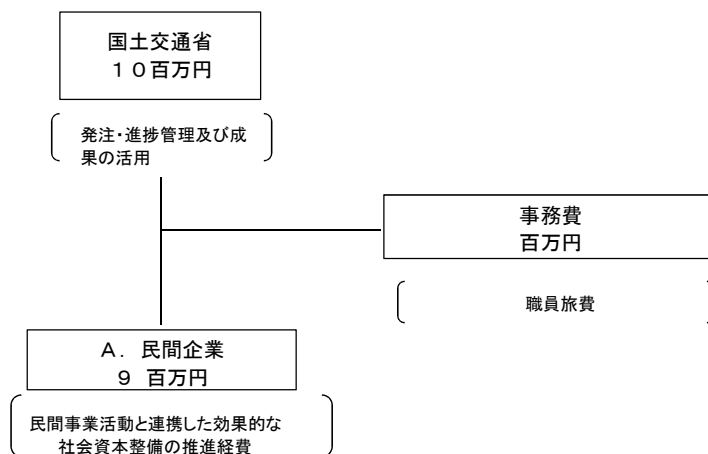 国土交通省
１０百万円
発注・進捗管理及び成
果の活用
事務費
百万円
職員旅費
Ａ． 民間企業
９ 百万円
民間事業活動と連携した効果的な
社会資本整備の推進経費